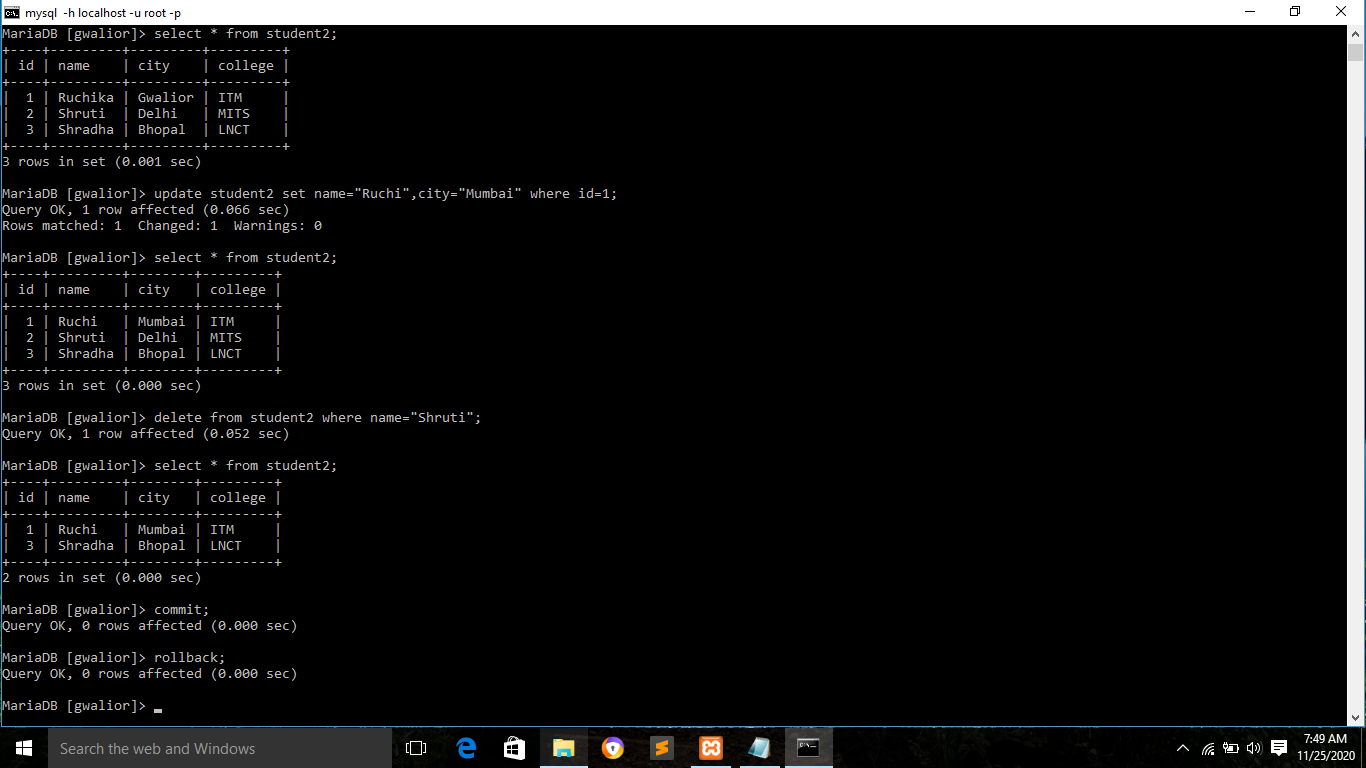 mysql -h localhost -u root -p
MariaDB [gwalior]> select * from student2;
+----+---------+---------+---------+
| id | name    | city    | college |
+----+---------+---------+---------+
|  1 | Ruchika | Gwalior | ITM     |
|  2 | Shruti  | Delhi   | MITS    |
|  3 | Shradha | Bhopal  | LNCT    |
+----+---------+---------+---------+
3 rows in set (0.001 sec)
MariaDB [gwalior]> update student2 set name="Ruchi",city="Mumbai" where id=1;
Query OK, 1 row affected (0.066 sec)
Rows matched: 1  Changed: 1  Warnings: 0
MariaDB [gwalior]> select * from student2;
+----+---------+--------+---------+
| id | name    | city   | college |
+----+---------+--------+---------+
|  1 | Ruchi   | Mumbai | ITM     |
|  2 | Shruti  | Delhi  | MITS    |
|  3 | Shradha | Bhopal | LNCT    |
+----+---------+--------+---------+
3 rows in set (0.000 sec)
MariaDB [gwalior]> delete from student2 where name="Shruti";
Query OK, 1 row affected (0.052 sec)
MariaDB [gwalior]> select * from student2;
+----+---------+--------+---------+
| id | name    | city   | college |
+----+---------+--------+---------+
|  1 | Ruchi   | Mumbai | ITM     |
|  3 | Shradha | Bhopal | LNCT    |
+----+---------+--------+---------+
2 rows in set (0.000 sec)
MariaDB [gwalior]> commit;
Query OK, 0 rows affected (0.000 sec)
MariaDB [gwalior]> rollback;
Query OK, 0 rows affected (0.000 sec)
MariaDB [gwalior]> _
Search the web and Windows
7:49 AM
11/25/2020